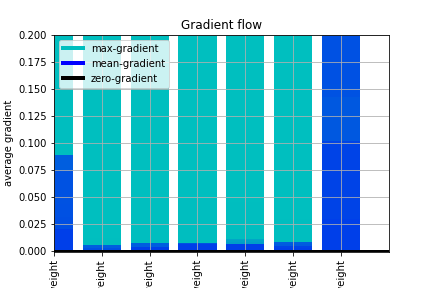 Gradient flow
max-gradient
mean-gradient
zero-gradient
average gradient
0.200
0.175
0.150
0.125
0.100
0.075
0.050
0.025
0.000
eight
eight
eight
eight
eight
eight
eight